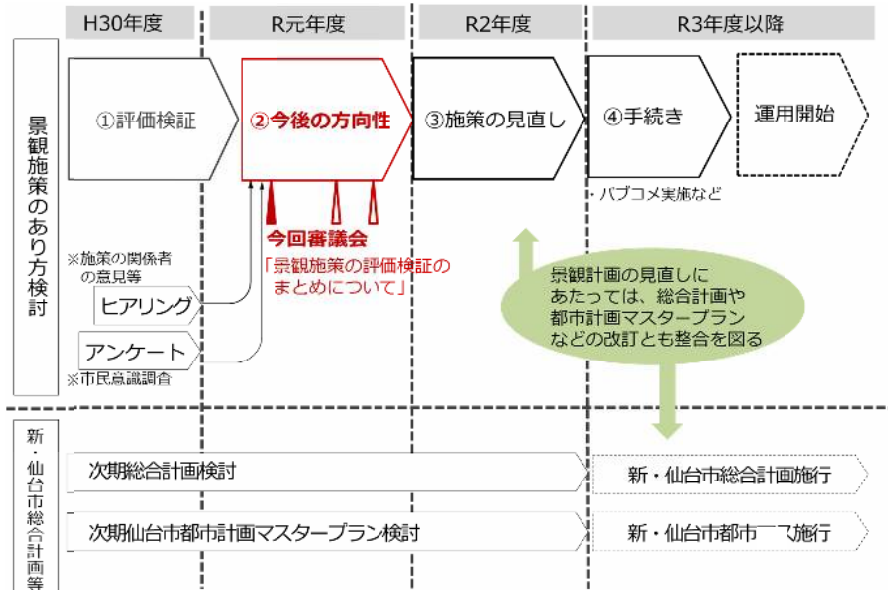 H30年度
R元年度
R2年度
R3年度以降
景観施策のあり方検討
①評価検証
②今後の方向性
③施策の見直し
④手続き
運用開始
・パブコメ実施など
今回審議会
「景観施策の評価検証の
まとめについて」
※施策の関係者
の意見等
ヒアリング
アンケート
※市民意識調査
景観計画の見直しに
あたっては、総合計画や
都市計画マスタープラン
などの改訂とも整合を図る
新・仙台市総合計画等
次期総合計画検討
新・仙台市総合計画施行
次期仙台市都市計画マスタープラン検討
新・仙台市都市
施行